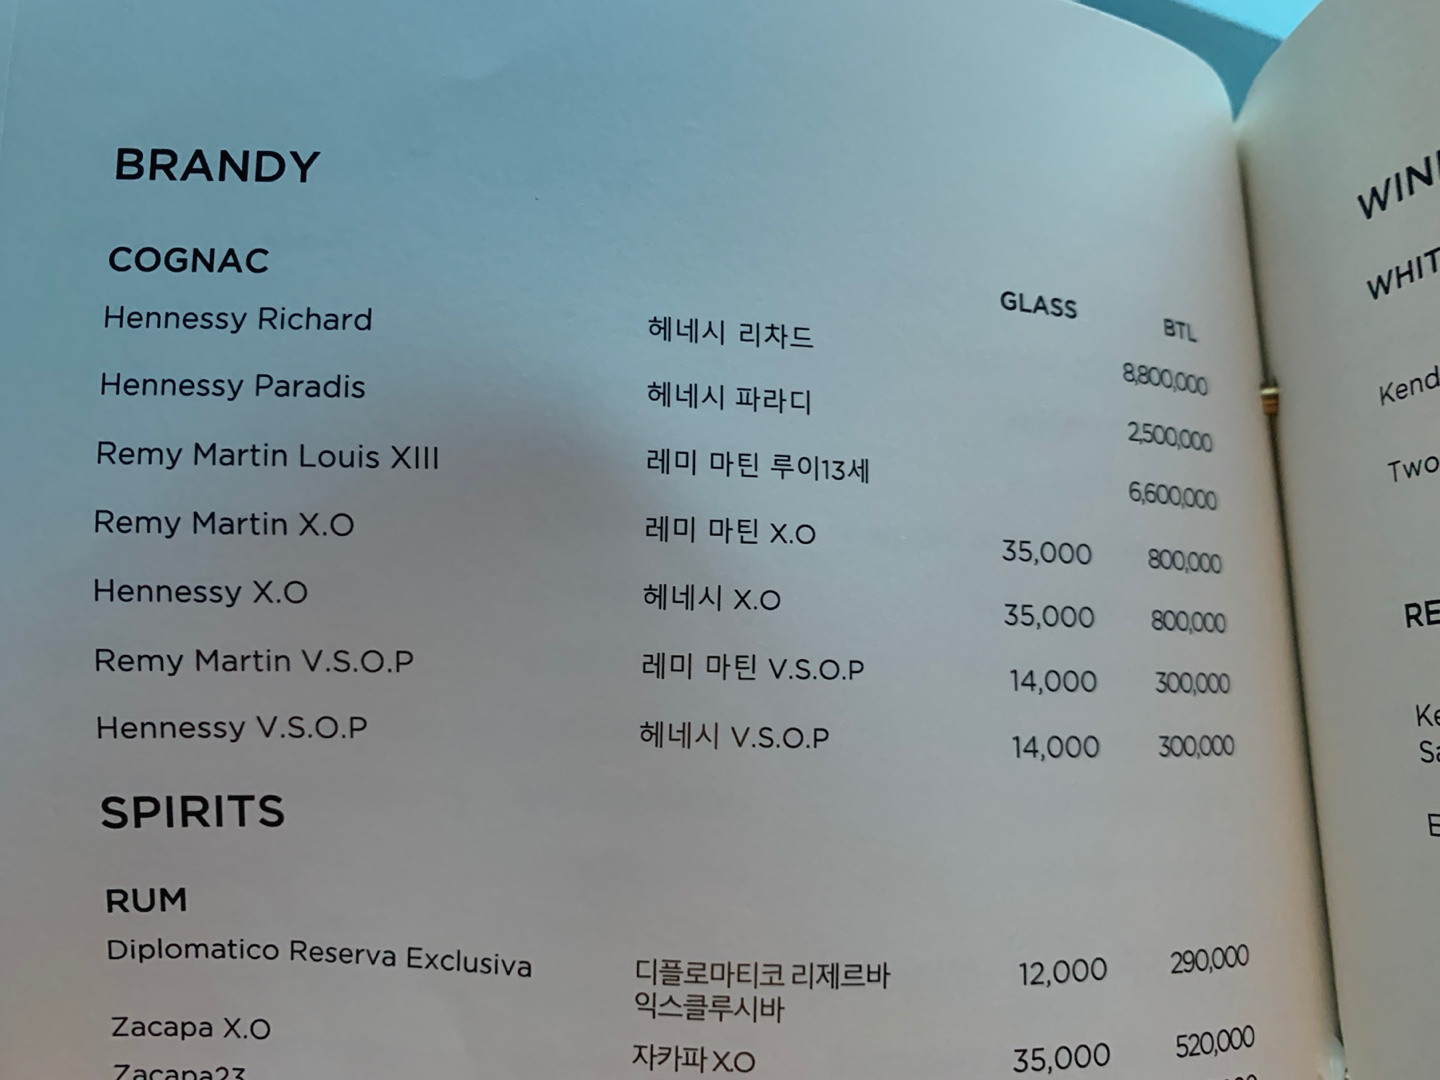 BRANDY
COGNAC
GLASS BTL
Hennessy Richard 헤네시 리차드 8,800,000
Hennessy Paradis 헤네시 파라디 2,500,000
Remy Martin Louis XIII 레미 마틴 루이13세 6,600,000
Remy Martin X.O 레미 마틴 X.O 35,000 800,000
Hennessy X.O 헤네시 X.O 35,000 800,000
Remy Martin V.S.O.P 레미 마틴 V.S.O.P 14,000 300,000
Hennessy V.S.O.P 헤네시 V.S.O.P 14,000 300,000
SPIRITS
RUM
Diplomatico Reserva Exclusiva 디플로마티코 리제르바 12,000 290,000
익스클루시바
Zacapa X.O 자카파 X.O 35,000 520,000
Zacapa23
Two